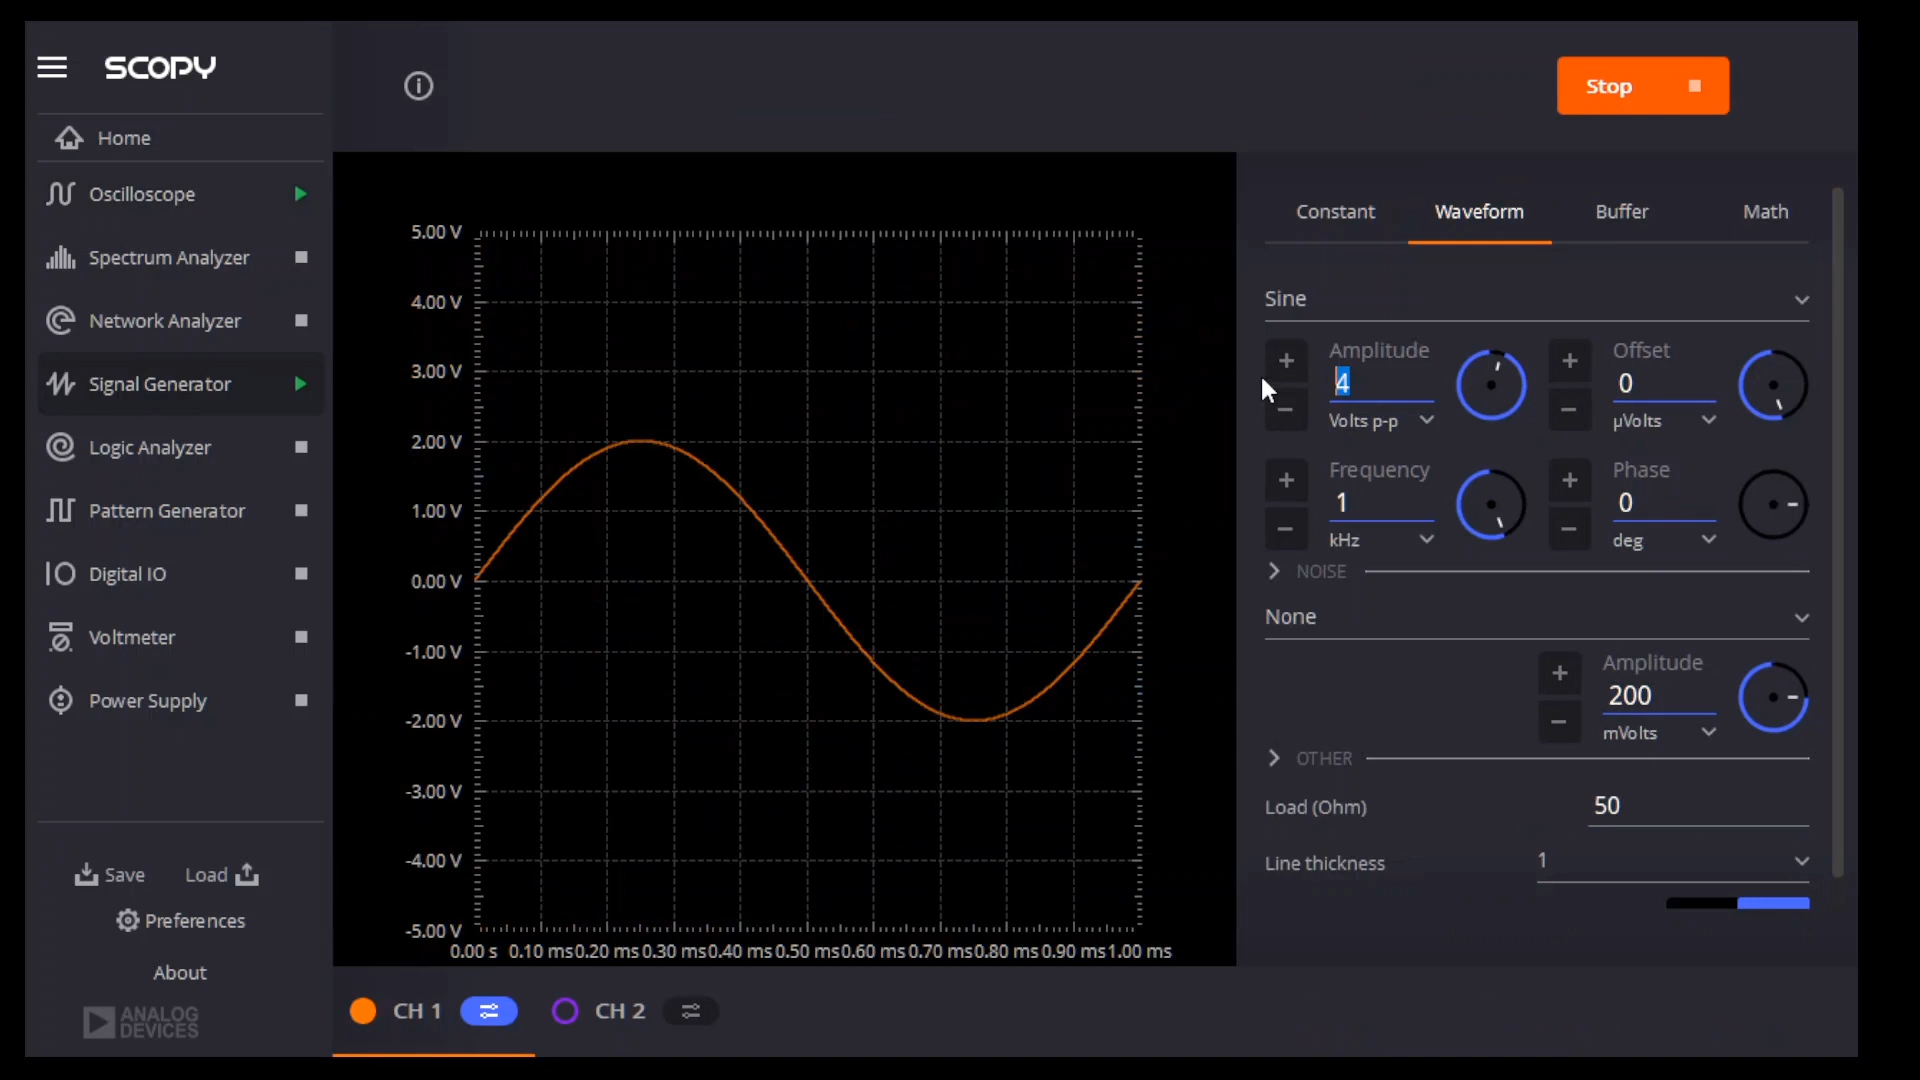 SCOPY
Stop
Home
Oscilloscope
Spectrum Analyzer
Network Analyzer
Signal Generator
Logic Analyzer
Pattern Generator
Digital IO
Voltmeter
Power Supply
Save Load
Preferences
About
ANALOG
DEVICES
5.00 V
4.00 V
3.00 V
2.00 V
1.00 V
0.00 V
-1.00 V
-2.00 V
-3.00 V
-4.00 V
-5.00 V
0.00 s 0.10 ms 0.20 ms 0.30 ms 0.40 ms 0.50 ms 0.60 ms 0.70 ms 0.80 ms 0.90 ms 1.00 ms
CH 1 CH 2
Constant Waveform Buffer Math
Sine
Amplitude Offset
4 0
Volts p-p µVolts
Frequency Phase
1 0
kHz deg
NOISE
None
Amplitude
200
mVolts
OTHER
Load (Ohm) 50
Line thickness 1